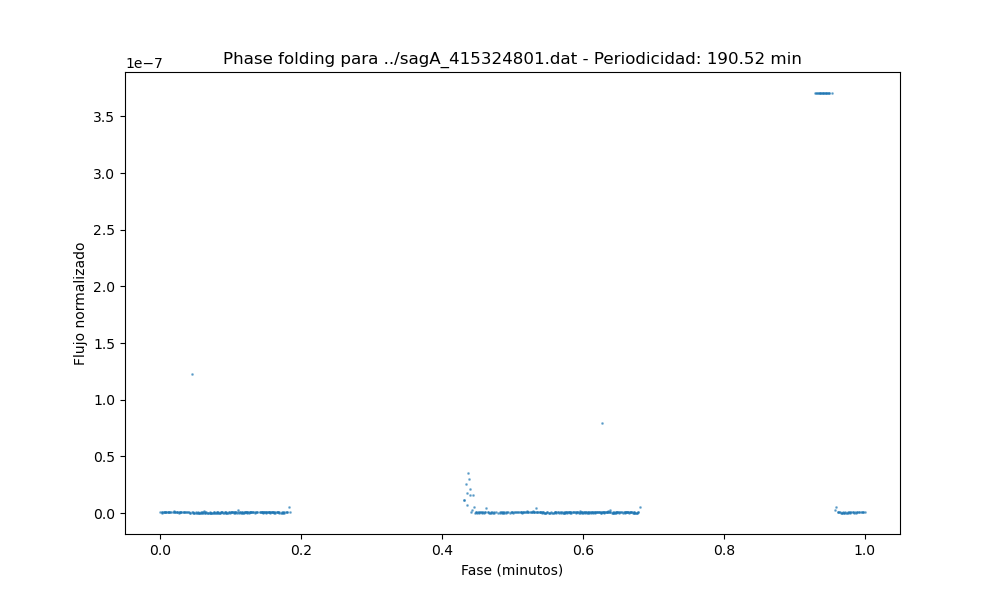 Phase folding para ../sagA_415324801.dat - Periodicidad: 190.52 min
1e−7
3.5
3.0
2.5
2.0
1.5
1.0
0.5
0.0
Flujo normalizado
0.0 0.2 0.4 0.6 0.8 1.0
Fase (minutos)